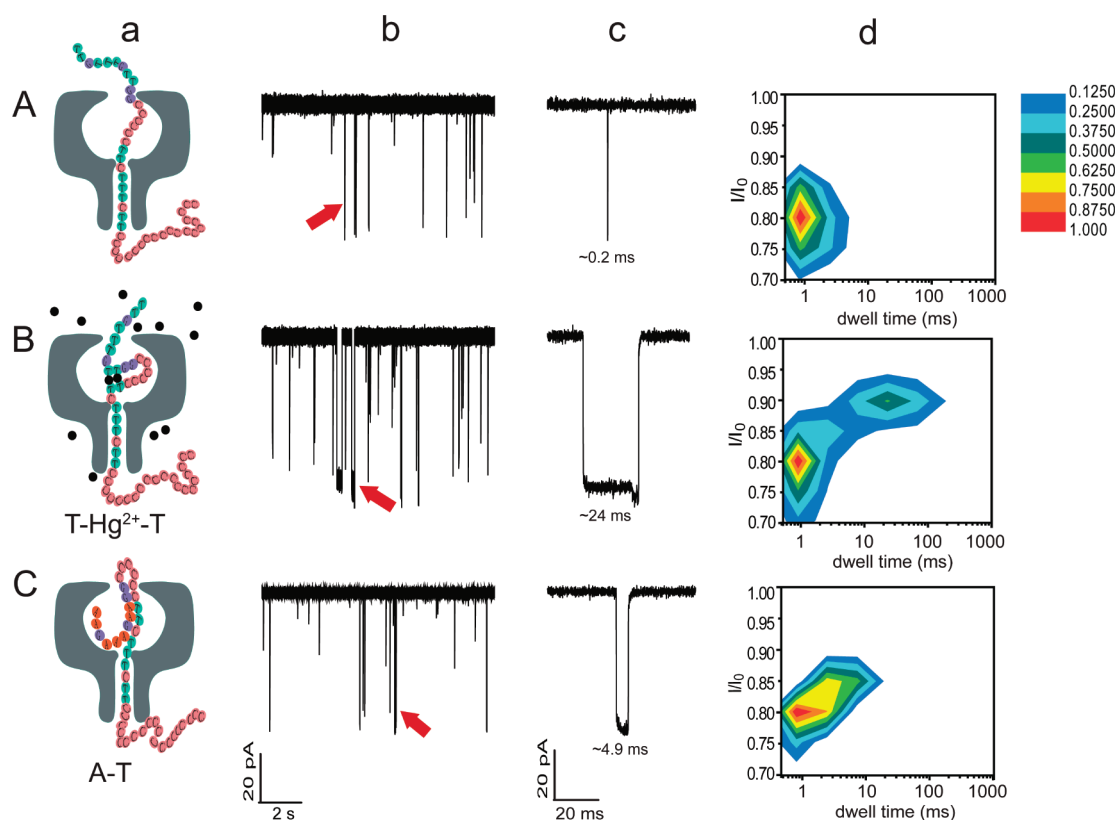 a b c d
A
~0.2 ms
I/I0
1.00
0.95
0.90
0.85
0.80
0.75
0.70
1 10 100 1000
dwell time (ms)
0.1250
0.2500
0.3750
0.5000
0.6250
0.7500
0.8750
1.000
B
T-Hg2+-T
~24 ms
I/I0
1.00
0.95
0.90
0.85
0.80
0.75
0.70
1 10 100 1000
dwell time (ms)
C
A-T
20 pA
2 s
~4.9 ms
20 pA
20 ms
I/I0
1.00
0.95
0.90
0.85
0.80
0.75
0.70
1 10 100 1000
dwell time (ms)